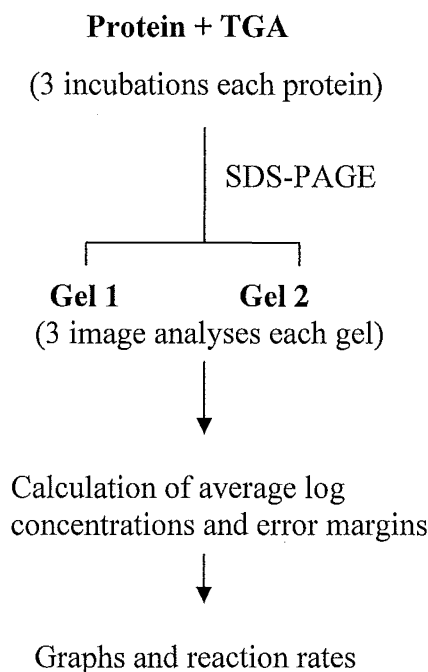 Protein + TGA
(3 incubations each protein)
SDS-PAGE
Gel 1 Gel 2
(3 image analyses each gel)
Calculation of average log
concentrations and error margins
Graphs and reaction rates